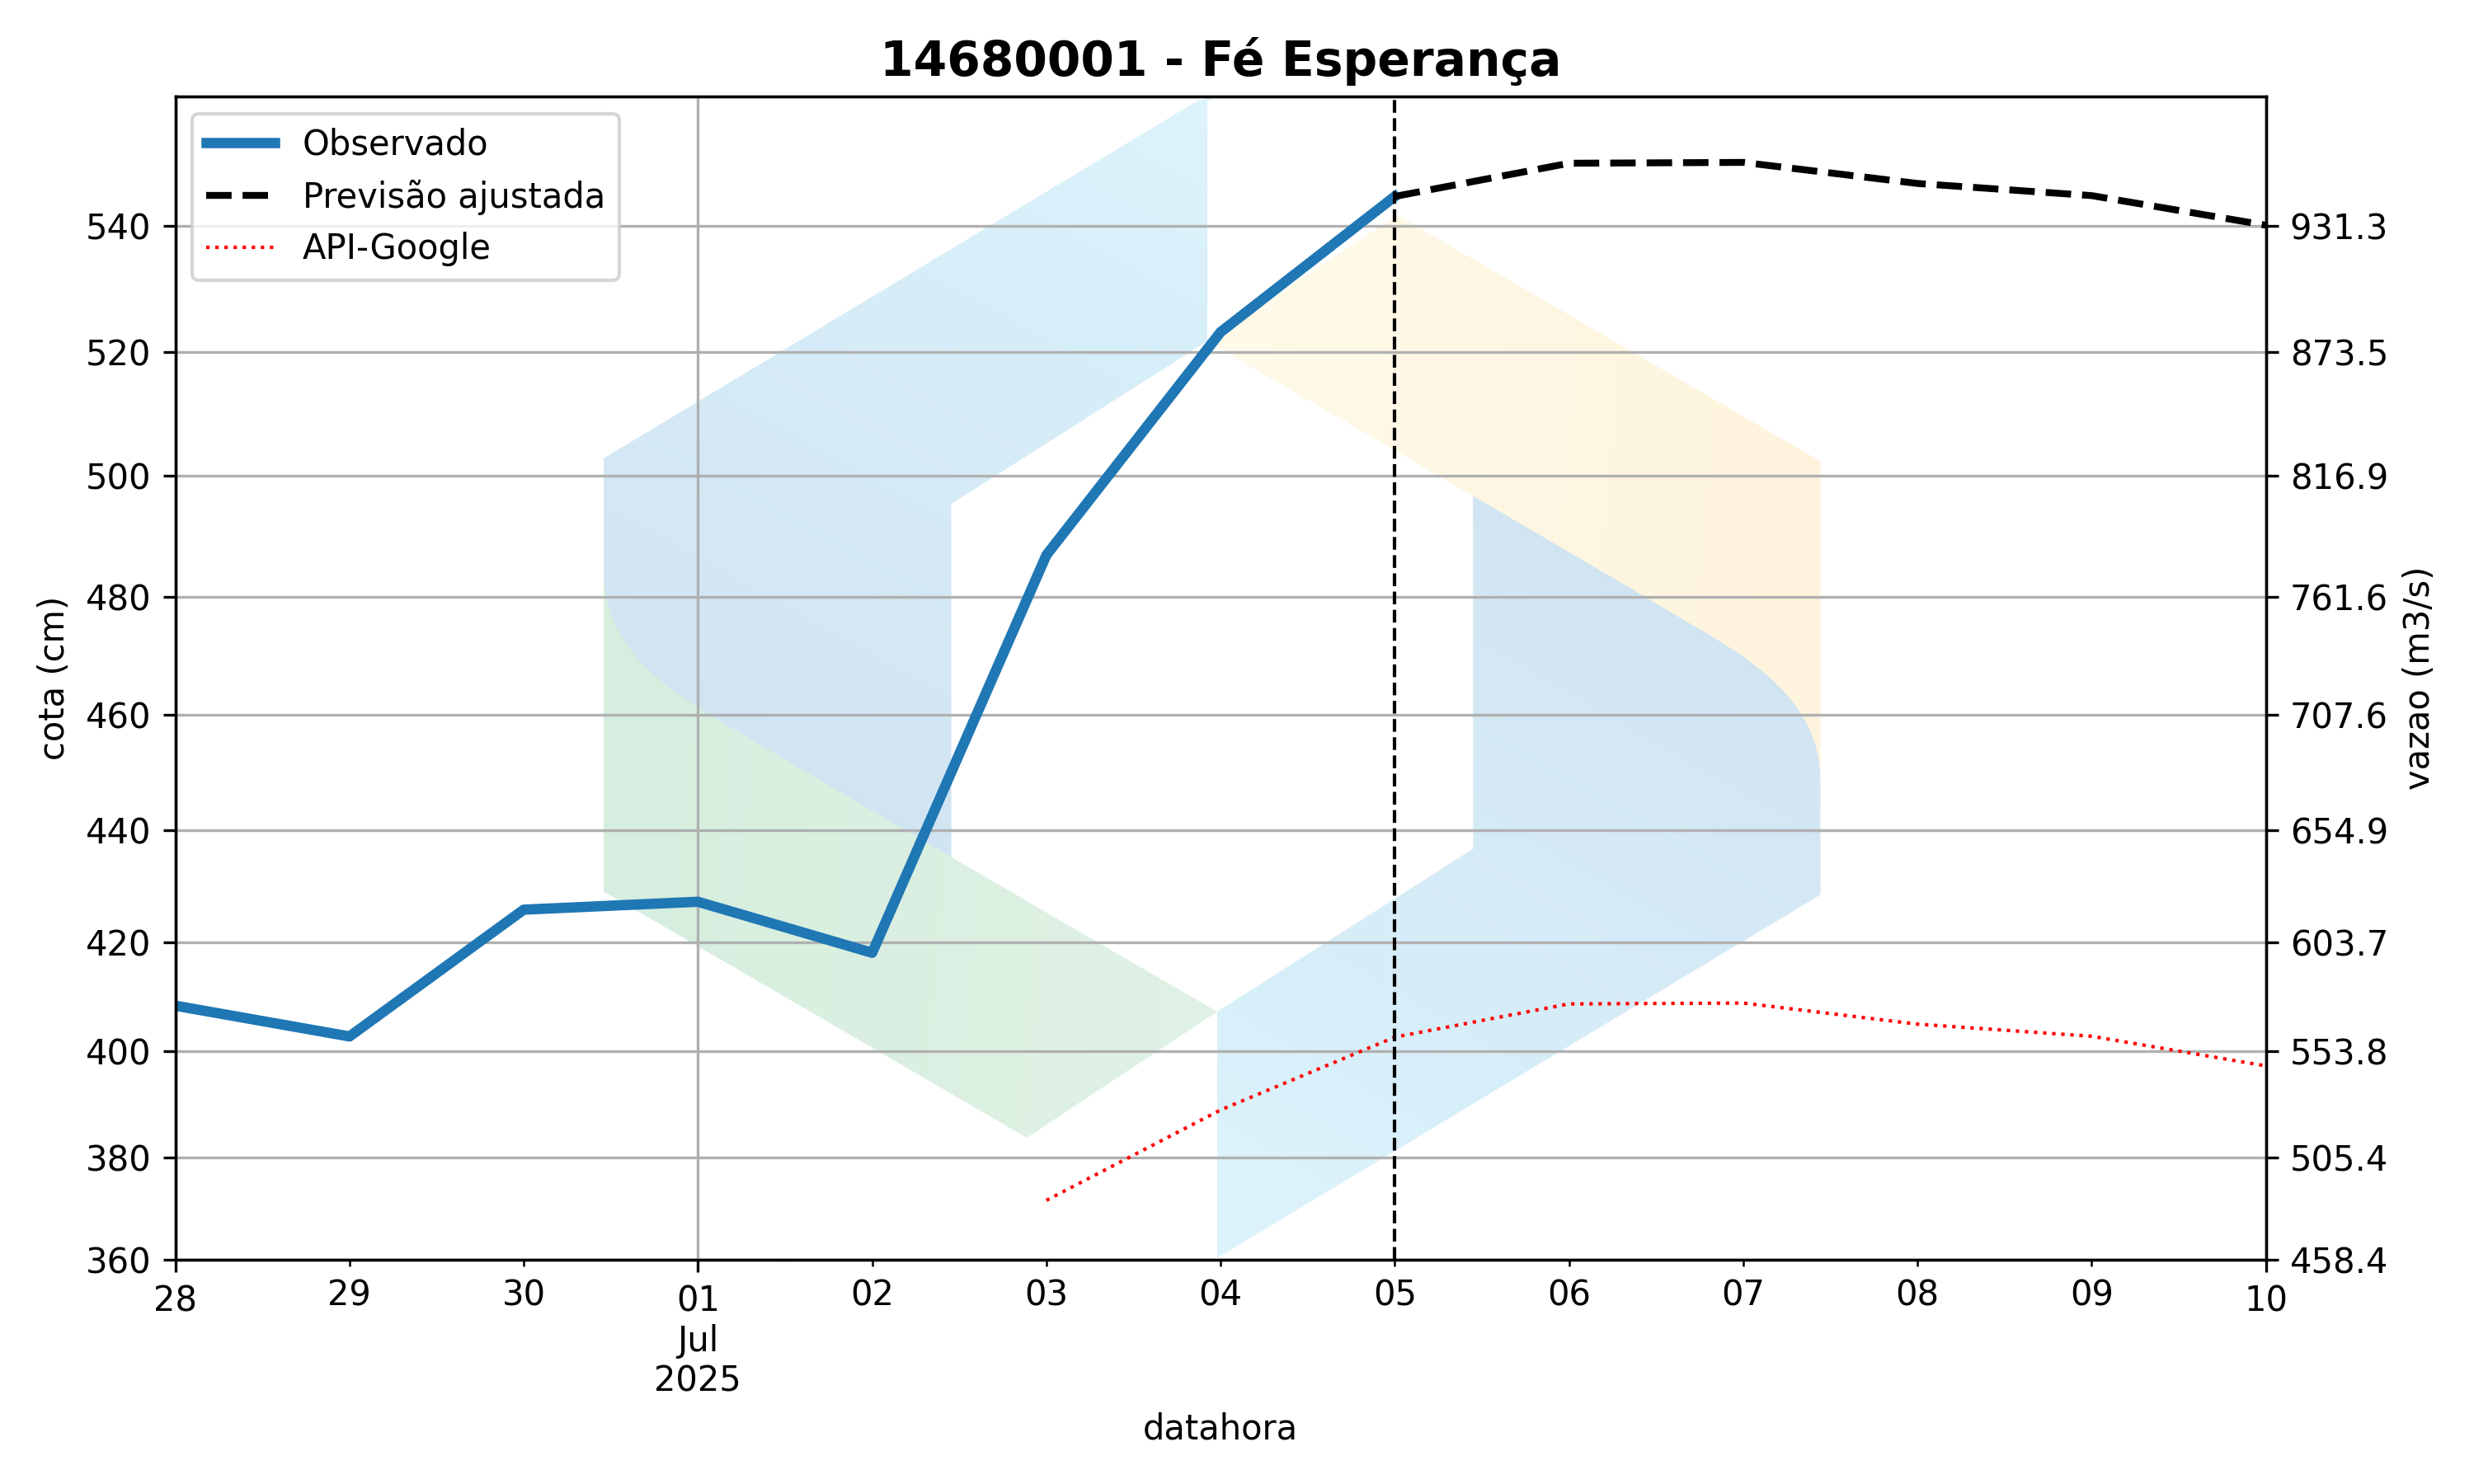 14680001 - Fé Esperança
Observado
Previsão ajustada
API-Google
cota (cm)
540
520
500
480
460
440
420
400
380
360
931.3
873.5
816.9
761.6
707.6
654.9
603.7
553.8
505.4
458.4
vazao (m3/s)
28 29 30 01 02 03 04 05 06 07 08 09 10
Jul
2025
datahora